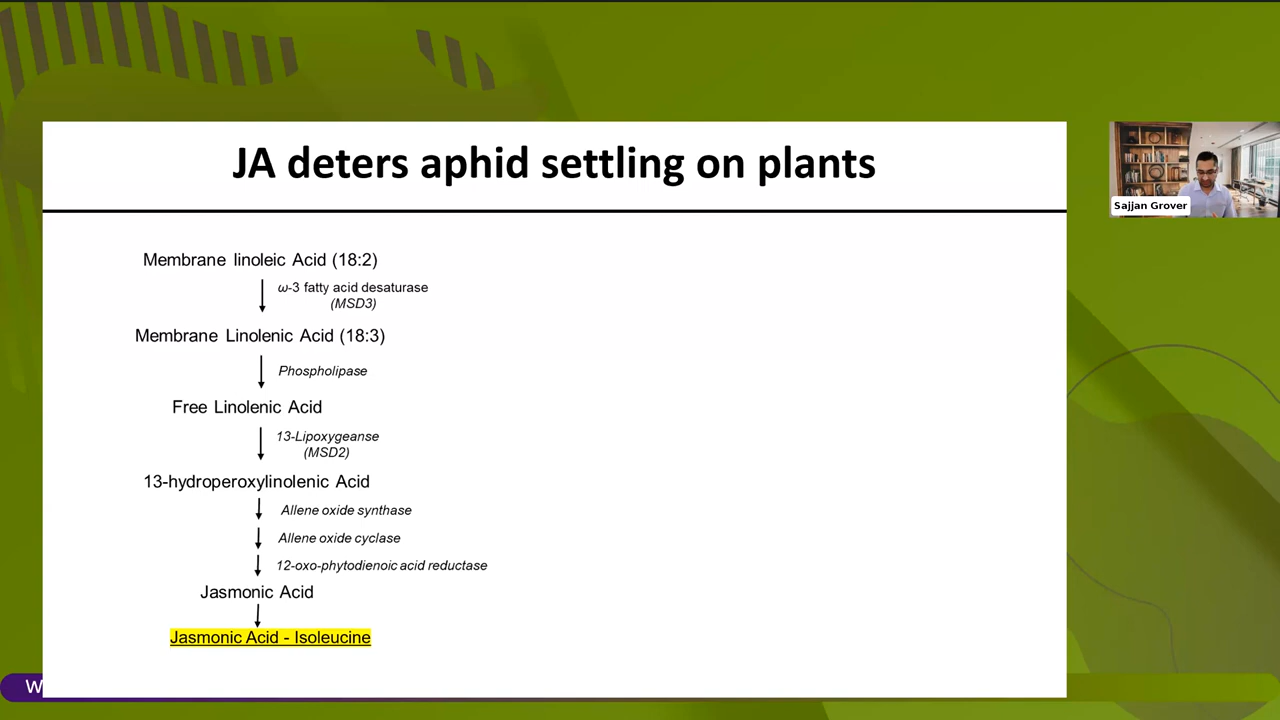 JA deters aphid settling on plants
Sajjan Grover
Membrane linoleic Acid (18:2)
ω-3 fatty acid desaturase
(MSD3)
Membrane Linolenic Acid (18:3)
Phospholipase
Free Linolenic Acid
13-Lipoxygeanse
(MSD2)
13-hydroperoxylinolenic Acid
Allene oxide synthase
Allene oxide cyclase
12-oxo-phytodienoic acid reductase
Jasmonic Acid
Jasmonic Acid - Isoleucine
W